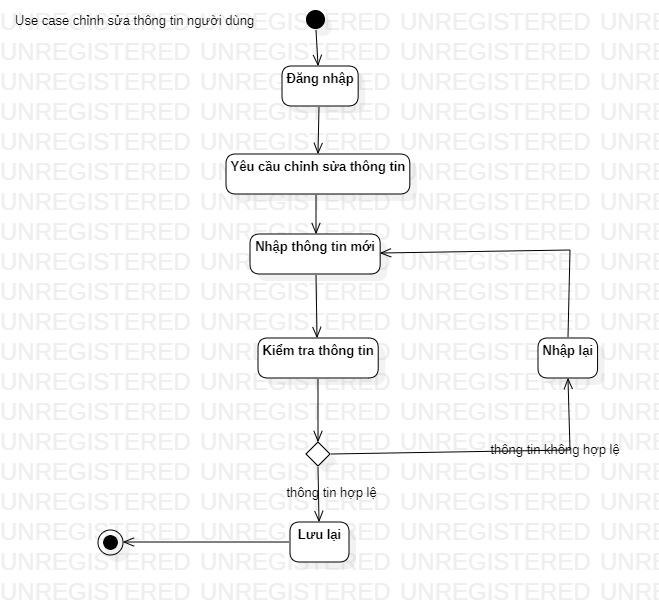 Use case chỉnh sửa thông tin người dùng
Đăng nhập
Yêu cầu chỉnh sửa thông tin
Nhập thông tin mới
Kiểm tra thông tin
Nhập lại
thông tin không hợp lệ
thông tin hợp lệ
Lưu lại
UNREGISTERED